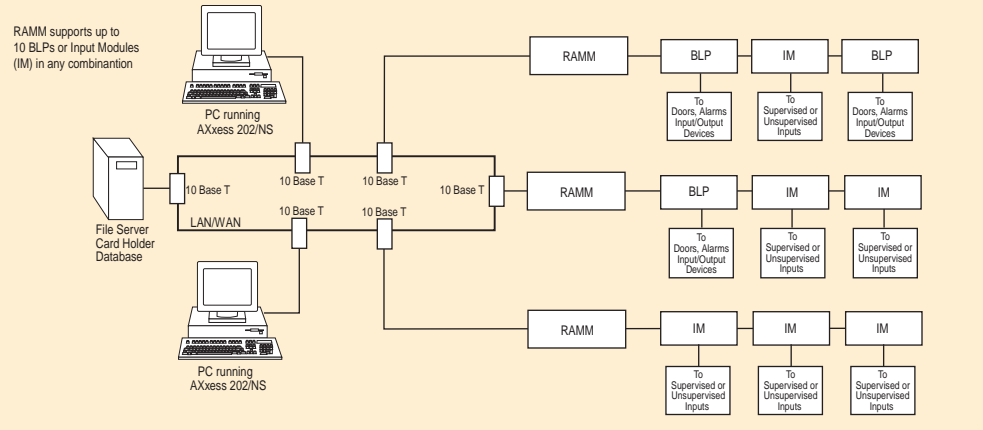 RAMM supports up to
10 BLPs or Input Modules
(IM) in any combinantion
PC running
AXxess 202/NS
File Server
Card Holder
Database
10 Base T
10 Base T
10 Base T
10 Base T
10 Base T
10 Base T
LAN/WAN
PC running
AXxess 202/NS
RAMM
BLP
IM
BLP
To
Doors, Alarms
Input/Output
Devices
To
Supervised or
Unsupervised
Inputs
To
Doors, Alarms
Input/Output
Devices
RAMM
BLP
IM
IM
To
Doors, Alarms
Input/Output
Devices
To
Supervised or
Unsupervised
Inputs
To
Supervised or
Unsupervised
Inputs
RAMM
IM
IM
IM
To
Supervised or
Unsupervised
Inputs
To
Supervised or
Unsupervised
Inputs
To
Supervised or
Unsupervised
Inputs